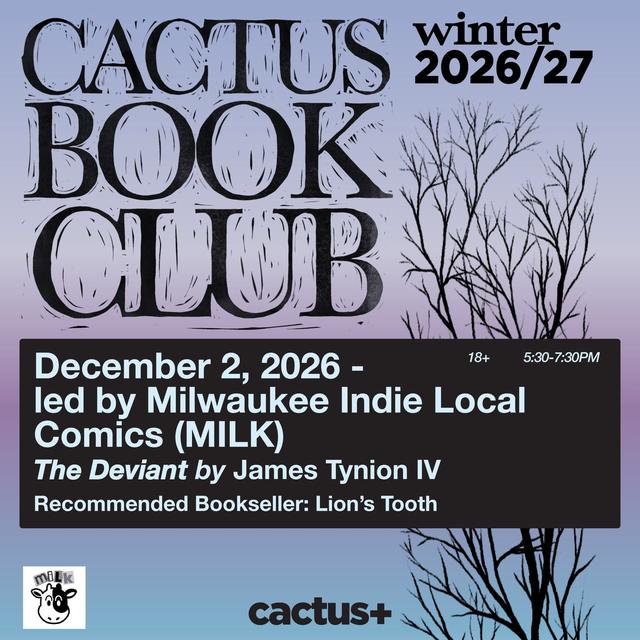 CACTUS
BOOK
CLUB
winter
2026/27
December 2, 2026 -
18+
5:30-7:30PM
led by Milwaukee Indie Local
Comics (MILK)
The Deviant by James Tynion IV
Recommended Bookseller: Lion's Tooth
MILK
cactus+